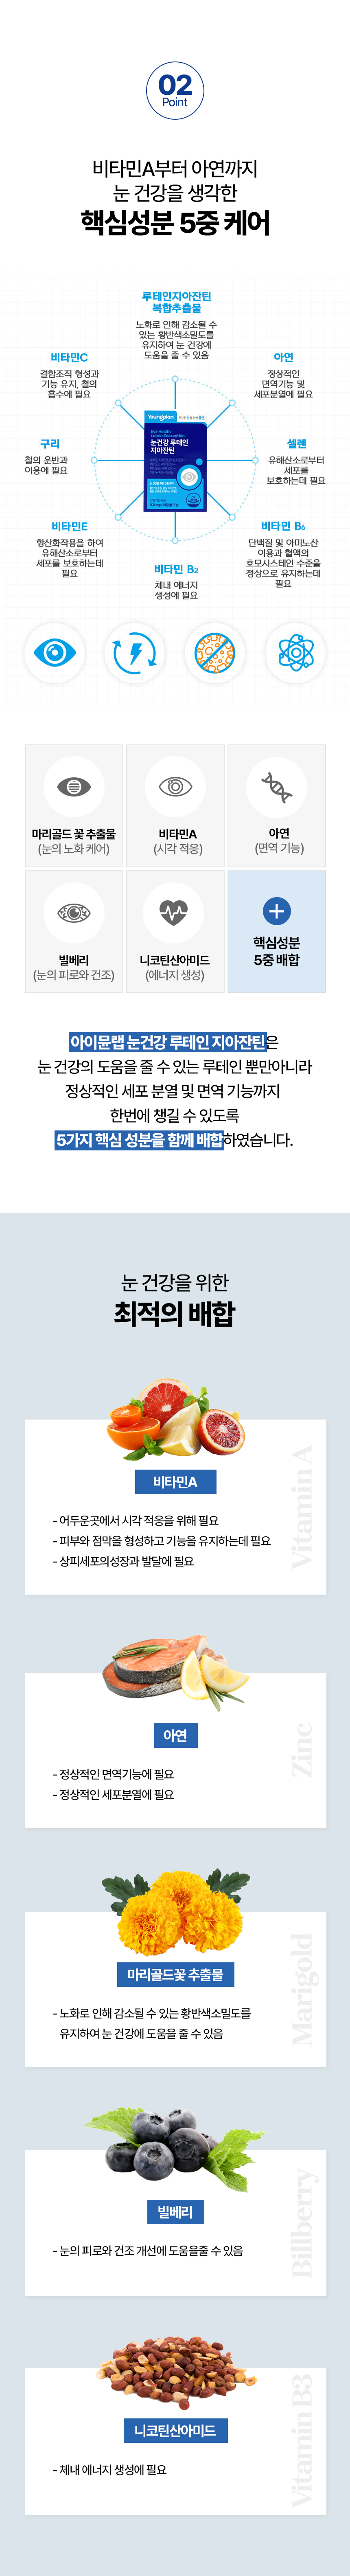 02
Point
비타민A부터 아연까지
눈 건강을 생각한
핵심성분 5중 케어
루테인지아잔틴
복합추출물
노화로 인해 감소될 수
있는 황반색소밀도를
유지하여 눈 건강에
도움을 줄 수 있음
비타민C
결합조직 형성과
기능 유지, 철의
흡수에 필요
아연
정상적인
면역기능 및
세포분열에 필요
구리
철의 운반과
이용에 필요
셀렌
유해산소로부터
세포를
보호하는데 필요
비타민E
항산화작용을 하여
유해산소로부터
세포를 보호하는데
필요
비타민 B6
단백질 및 아미노산
이용과 혈액의
호모시스테인 수준을
정상으로 유지하는데
필요
비타민 B2
체내 에너지
생성에 필요
눈건강 루테인
지아잔틴
마리골드 꽃 추출물
(눈의 노화 케어)
비타민A
(시각 적응)
아연
(면역 기능)
빌베리
(눈의 피로와 건조)
니코틴산아미드
(에너지 생성)
핵심성분
5중 배합
아이뮨랩 눈건강 루테인 지아잔틴은
눈 건강의 도움을 줄 수 있는 루테인 뿐만아니라
정상적인 세포 분열 및 면역 기능까지
한번에 챙길 수 있도록
5가지 핵심 성분을 함께 배합하였습니다.
눈 건강을 위한
최적의 배합
비타민A
Vitamin A
- 어두운곳에서 시각 적응을 위해 필요
- 피부와 점막을 형성하고 기능을 유지하는데 필요
- 상피세포의성장과 발달에 필요
아연
Zinc
- 정상적인 면역기능에 필요
- 정상적인 세포분열에 필요
마리골드꽃 추출물
Marigold
- 노화로 인해 감소될 수 있는 황반색소밀도를
유지하여 눈 건강에 도움을 줄 수 있음
빌베리
Billberry
- 눈의 피로와 건조 개선에 도움을줄 수 있음
니코틴산아미드
Vitamin B3
- 체내 에너지 생성에 필요